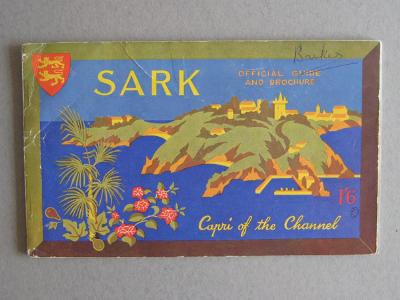 SARK
OFFICIAL GUIDE
AND BROCHURE
1'6
Capri of the Channel